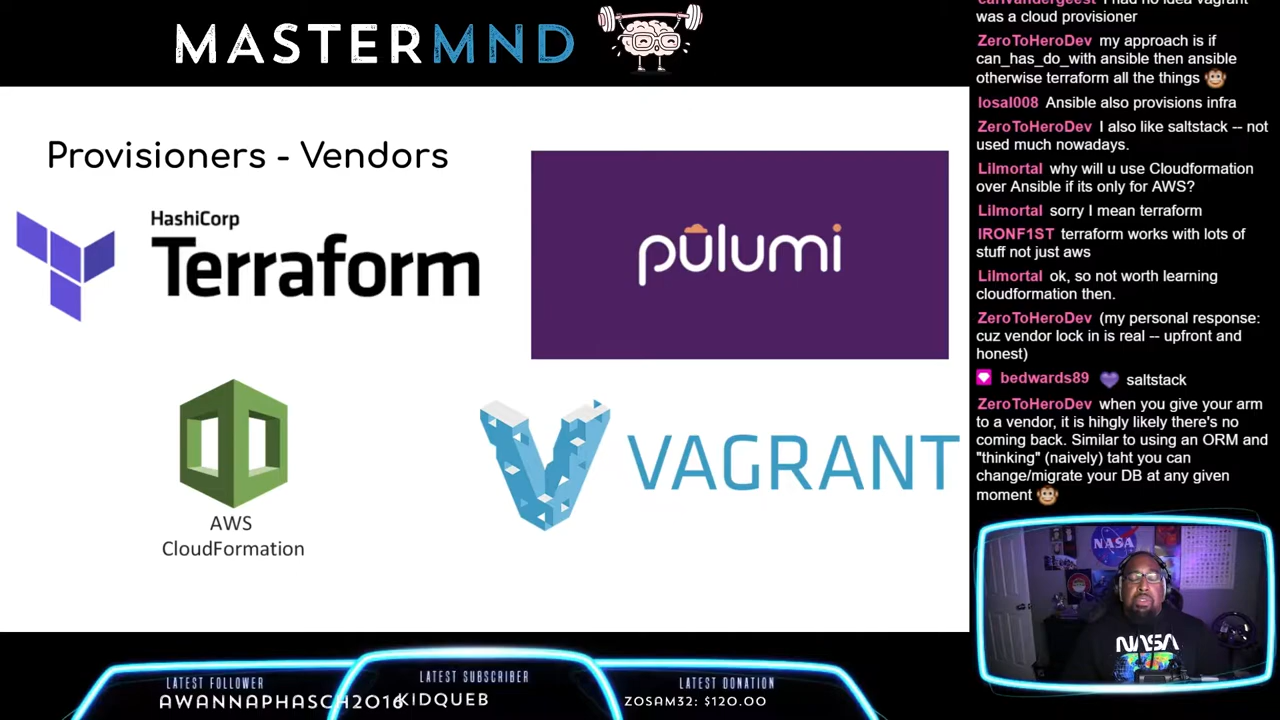 MASTERMND
Provisioners - Vendors
HashiCorp
Terraform
pulumi
AWS
CloudFormation
VAGRANT
was a cloud provisioner
ZeroToHeroDev my approach is if
can_has_do_with ansible then ansible
otherwise terraform all the things
losal008 Ansible also provisions infra
ZeroToHeroDev I also like saltstack -- not
used much nowadays.
Lilmortal why will u use Cloudformation
over Ansible if its only for AWS?
Lilmortal sorry I mean terraform
IRONF1ST terraform works with lots of
stuff not just aws
Lilmortal ok, so not worth learning
cloudformation then.
ZeroToHeroDev (my personal response:
cuz vendor lock in is real -- upfront and
honest)
bedwards89 saltstack
ZeroToHeroDev when you give your arm
to a vendor, it is hihgly likely there's no
coming back. Similar to using an ORM and
"thinking" (naively) taht you can
change/migrate your DB at any given
moment
NASA
NASA
LATEST FOLLOWER
AWANNAPHASCH2016
LATEST SUBSCRIBER
KIDQUEB
LATEST DONATION
ZOSAM32: $120.00